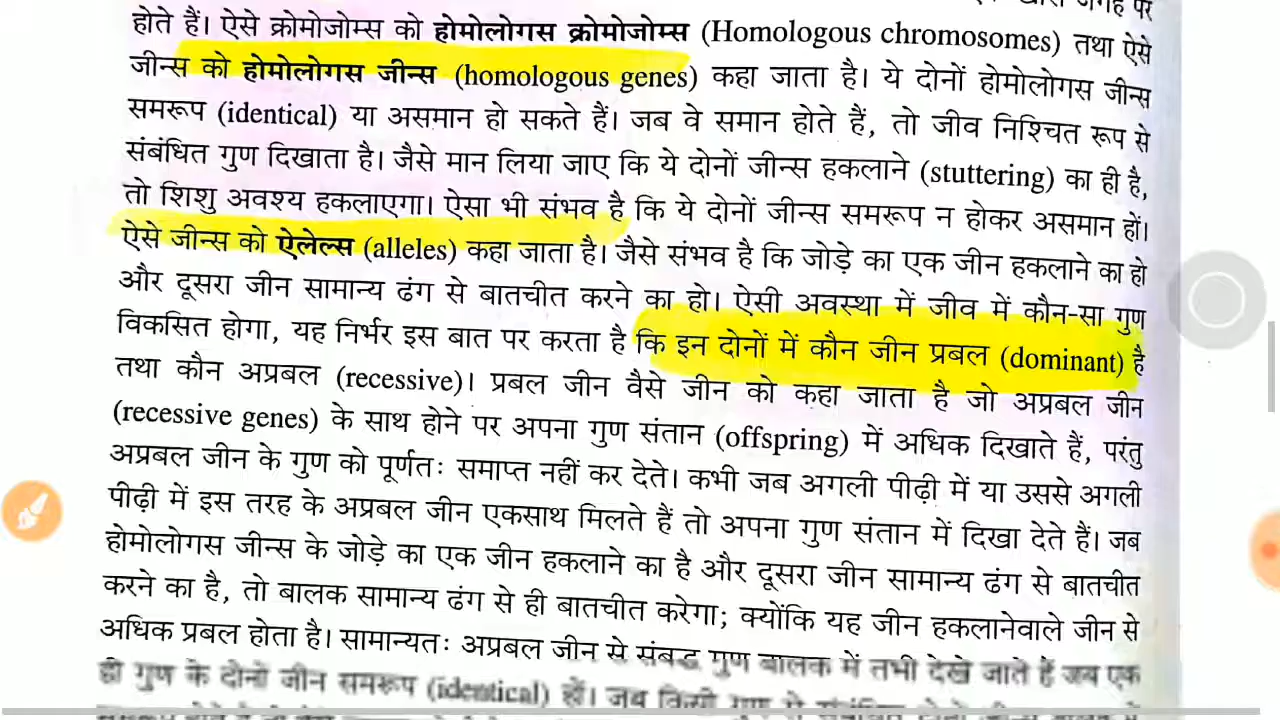 जगह पर
होते हैं। ऐसे क्रोमोजोम्स को होमोलोगस क्रोमोजोम्स (Homologous chromosomes) तथा ऐसे
जीन्स को होमोलोगस जीन्स (homologous genes) कहा जाता है। ये दोनों होमोलोगस जीन्स
समरूप (identical) या असमान हो सकते हैं। जब वे समान होते हैं, तो जीव निश्चित रूप से
संबंधित गुण दिखाता है। जैसे मान लिया जाए कि ये दोनों जीन्स हकलाने (stuttering) का ही है,
तो शिशु अवश्य हकलाएगा। ऐसा भी संभव है कि ये दोनों जीन्स समरूप न होकर असमान हों।
ऐसे जीन्स को ऐलेल्स (alleles) कहा जाता है। जैसे संभव है कि जोड़े का एक जीन हकलाने का हो
और दूसरा जीन सामान्य ढंग से बातचीत करने का हो। ऐसी अवस्था में जीव में कौन-सा गुण
विकसित होगा, यह निर्भर इस बात पर करता है कि इन दोनों में कौन जीन प्रबल (dominant) है
तथा कौन अप्रबल (recessive)। प्रबल जीन वैसे जीन को कहा जाता है जो अप्रबल जीन
(recessive genes) के साथ होने पर अपना गुण संतान (offspring) में अधिक दिखाते हैं, परंतु
अप्रबल जीन के गुण को पूर्णतः समाप्त नहीं कर देते। कभी जब अगली पीढ़ी में या उससे अगली
पीढ़ी में इस तरह के अप्रबल जीन एकसाथ मिलते हैं तो अपना गुण संतान में दिखा देते हैं। जब
होमोलोगस जीन्स के जोड़े का एक जीन हकलाने का है और दूसरा जीन सामान्य ढंग से बातचीत
करने का है, तो बालक सामान्य ढंग से ही बातचीत करेगा; क्योंकि यह जीन हकलानेवाले जीन से
अधिक प्रबल होता है। सामान्यतः अप्रबल जीन से संबद्ध गुण बालक में तभी देखे जाते हैं जब एक
ही गुण के दोनों जीन समरूप (identical) हों। जब किसी गुण से